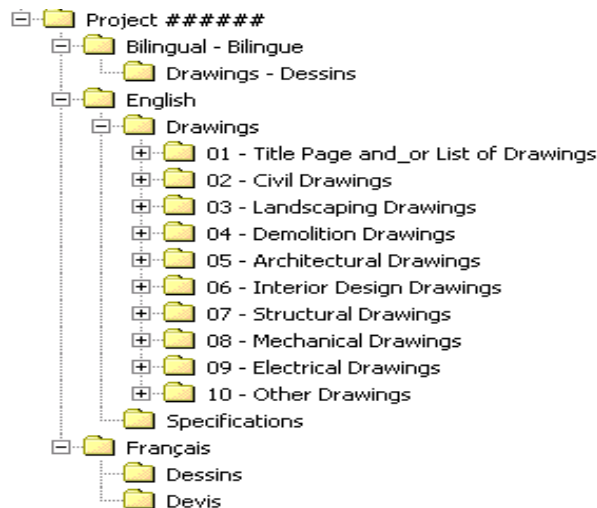 Project ######
Bilingual - Bilingue
Drawings - Dessins
English
Drawings
01 - Title Page and_or List of Drawings
02 - Civil Drawings
03 - Landscaping Drawings
04 - Demolition Drawings
05 - Architectural Drawings
06 - Interior Design Drawings
07 - Structural Drawings
08 - Mechanical Drawings
09 - Electrical Drawings
10 - Other Drawings
Specifications
Français
Dessins
Devis